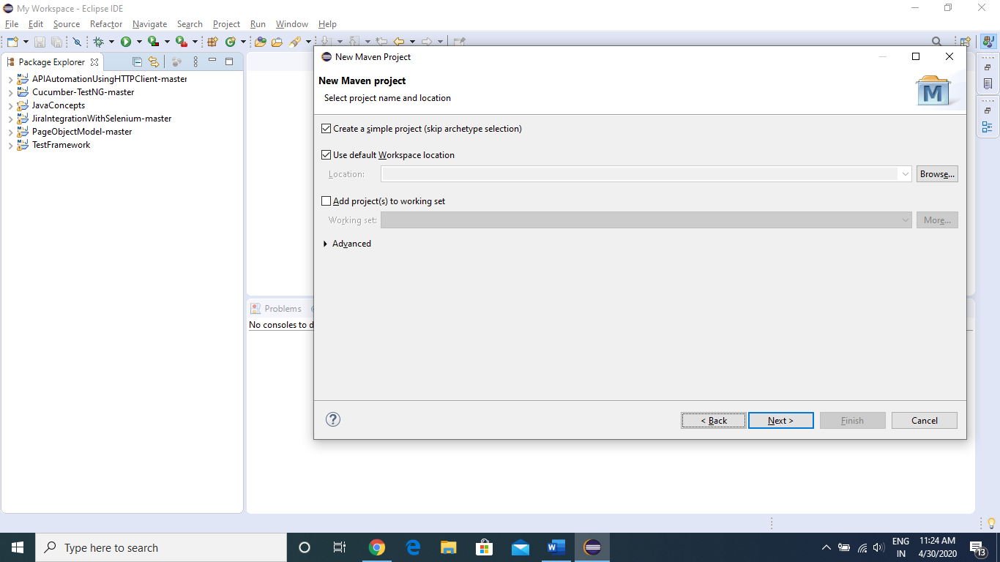 My Workspace - Eclipse IDE
File Edit Source Refactor Navigate Search Project Run Window Help
Package Explorer
APIAutomationUsingHTTPClient-master
Cucumber-TestNG-master
JavaConcepts
JiraIntegrationWithSelenium-master
PageObjectModel-master
TestFramework
New Maven Project
New Maven project
Select project name and location
M
Create a simple project (skip archetype selection)
Use default Workspace location
Location:
Browse...
Add project(s) to working set
Working set:
More...
Advanced
Problems
No consoles to d
?
< Back
Next >
Finish
Cancel
Type here to search
ENG
IN
11:24 AM
4/30/2020
13